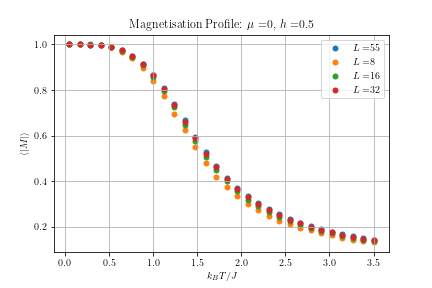 Magnetisation Profile: μ =0, h =0.5
L =55
L =8
L =16
L =32
1.0
0.8
0.6
0.4
0.2
⟨|M|⟩
0.0 0.5 1.0 1.5 2.0 2.5 3.0 3.5
k_BT/J